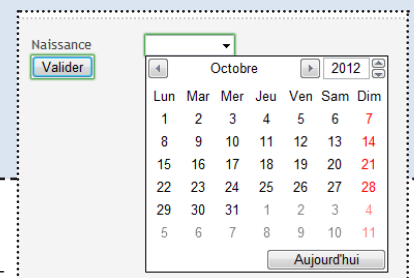 Naissance
Valider
Octobre 2012
Lun Mar Mer Jeu Ven Sam Dim
1 2 3 4 5 6 7
8 9 10 11 12 13 14
15 16 17 18 19 20 21
22 23 24 25 26 27 28
29 30 31 1 2 3 4
5 6 7 8 9 10 11
Aujourd'hui